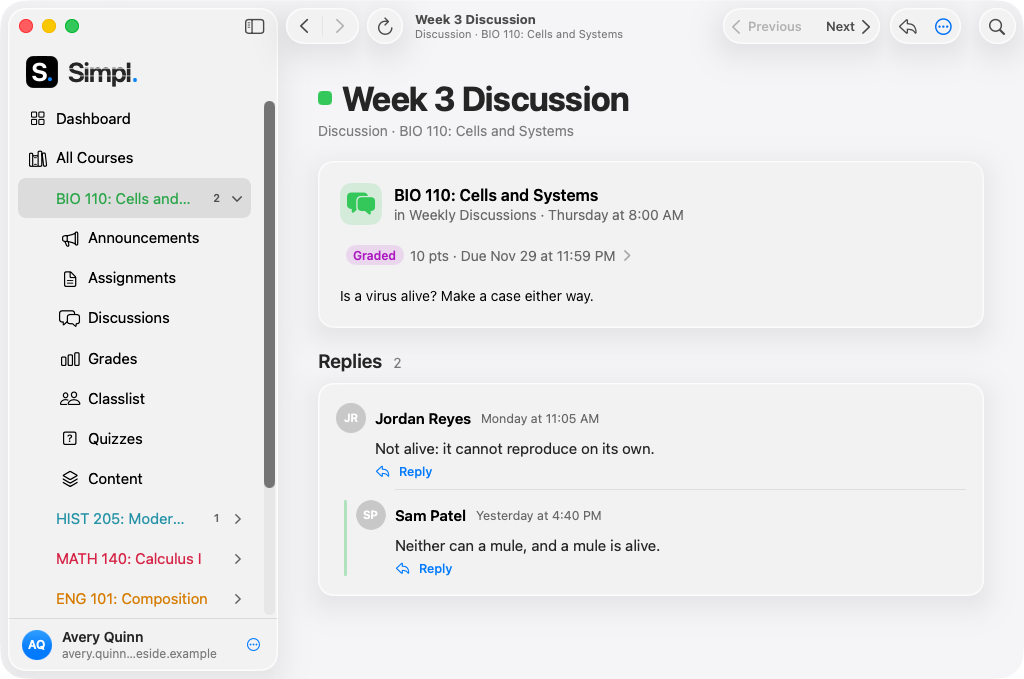 Week 3 Discussion
Discussion · BIO 110: Cells and Systems
Previous
Next
S.
Simpl.
Dashboard
All Courses
BIO 110: Cells and... 2
Announcements
Assignments
Discussions
Grades
Classlist
Quizzes
Content
HIST 205: Moder... 1
MATH 140: Calculus I
ENG 101: Composition
AQ
Avery Quinn
avery.quinn...eside.example
Week 3 Discussion
Discussion · BIO 110: Cells and Systems
BIO 110: Cells and Systems
in Weekly Discussions · Thursday at 8:00 AM
Graded 10 pts · Due Nov 29 at 11:59 PM
Is a virus alive? Make a case either way.
Replies 2
JR
Jordan Reyes Monday at 11:05 AM
Not alive: it cannot reproduce on its own.
Reply
SP
Sam Patel Yesterday at 4:40 PM
Neither can a mule, and a mule is alive.
Reply